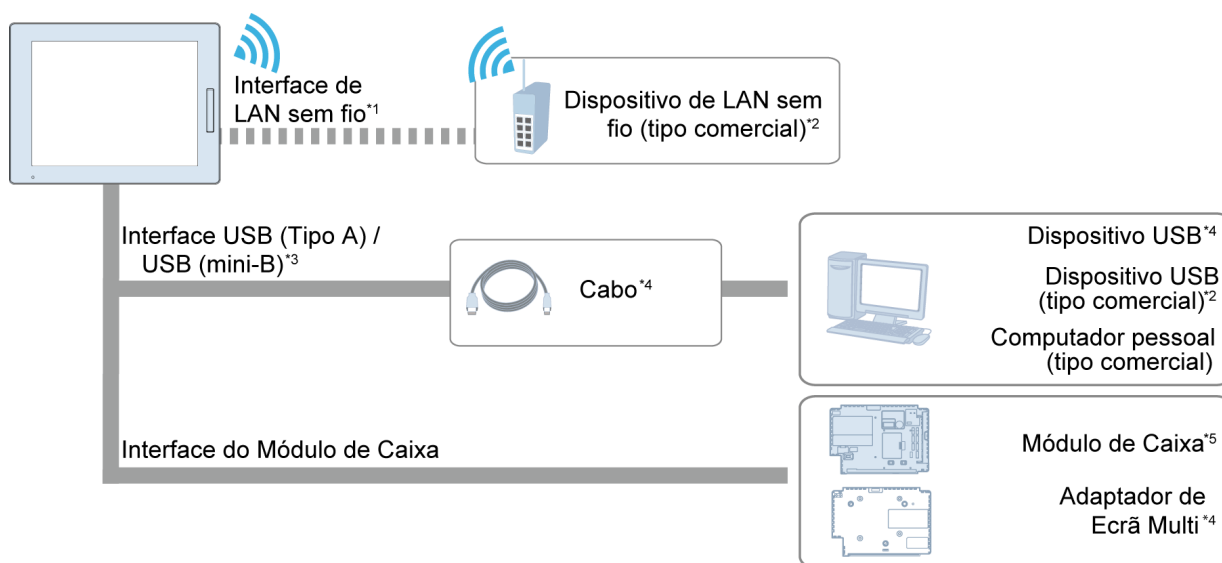 Interface de
LAN sem fio*1
Dispositivo de LAN sem
fio (tipo comercial)*2
Interface USB (Tipo A) /
USB (mini-B)*3
Cabo*4
Dispositivo USB*4
Dispositivo USB
(tipo comercial)*2
Computador pessoal
(tipo comercial)
Interface do Módulo de Caixa
Módulo de Caixa*5
Adaptador de
Ecrã Multi*4